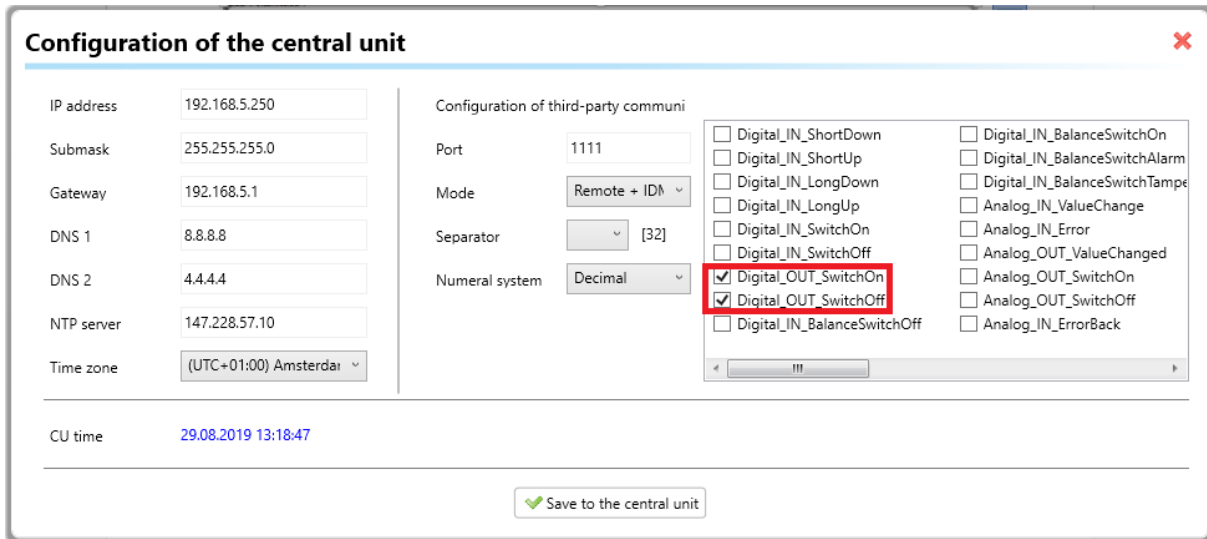 Configuration of the central unit
IP address 192.168.5.250
Submask 255.255.255.0
Gateway 192.168.5.1
DNS 1 8.8.8.8
DNS 2 4.4.4.4
NTP server 147.228.57.10
Time zone (UTC+01:00) Amsterdar
Configuration of third-party communi
Port 1111
Mode Remote + IDM
Separator [32]
Numeral system Decimal
Digital_IN_ShortDown
Digital_IN_ShortUp
Digital_IN_LongDown
Digital_IN_LongUp
Digital_IN_SwitchOn
Digital_IN_SwitchOff
Digital_OUT_SwitchOn
Digital_OUT_SwitchOff
Digital_IN_BalanceSwitchOff
Digital_IN_BalanceSwitchOn
Digital_IN_BalanceSwitchAlarm
Digital_IN_BalanceSwitchTampe
Analog_IN_ValueChange
Analog_IN_Error
Analog_OUT_ValueChanged
Analog_OUT_SwitchOn
Analog_OUT_SwitchOff
Analog_IN_ErrorBack
CU time 29.08.2019 13:18:47
Save to the central unit